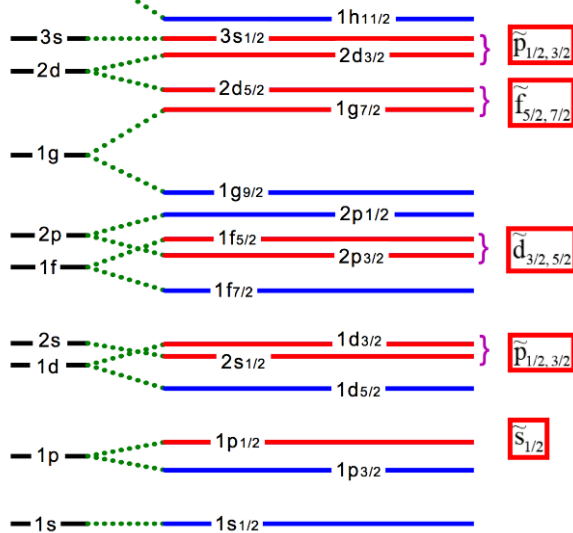 1h11/2
3s 3s1/2 } p̃1/2, 3/2
2d 2d3/2
2d5/2 } f̃5/2, 7/2
1g7/2
1g
1g9/2
2p1/2
2p 1f5/2 } d̃3/2, 5/2
2p3/2
1f
1f7/2
2s 1d3/2 } p̃1/2, 3/2
2s1/2
1d
1d5/2
1p1/2 s̃1/2
1p
1p3/2
1s 1s1/2